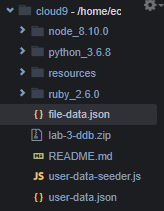 cloud9 - /home/ec
node_8.10.0
python_3.6.8
resources
ruby_2.6.0
file-data.json
lab-3-ddb.zip
README.md
user-data-seeder.js
user-data.json